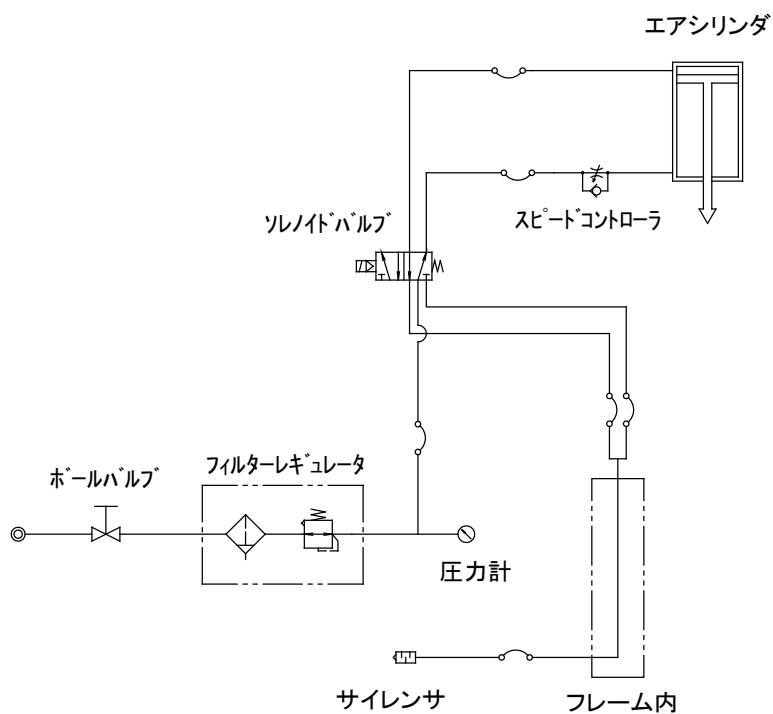 エアシリンダ
スピードコントローラ
ソレノイドバルブ
フィルターレギュレータ
ボールバルブ
圧力計
サイレンサ
フレーム内